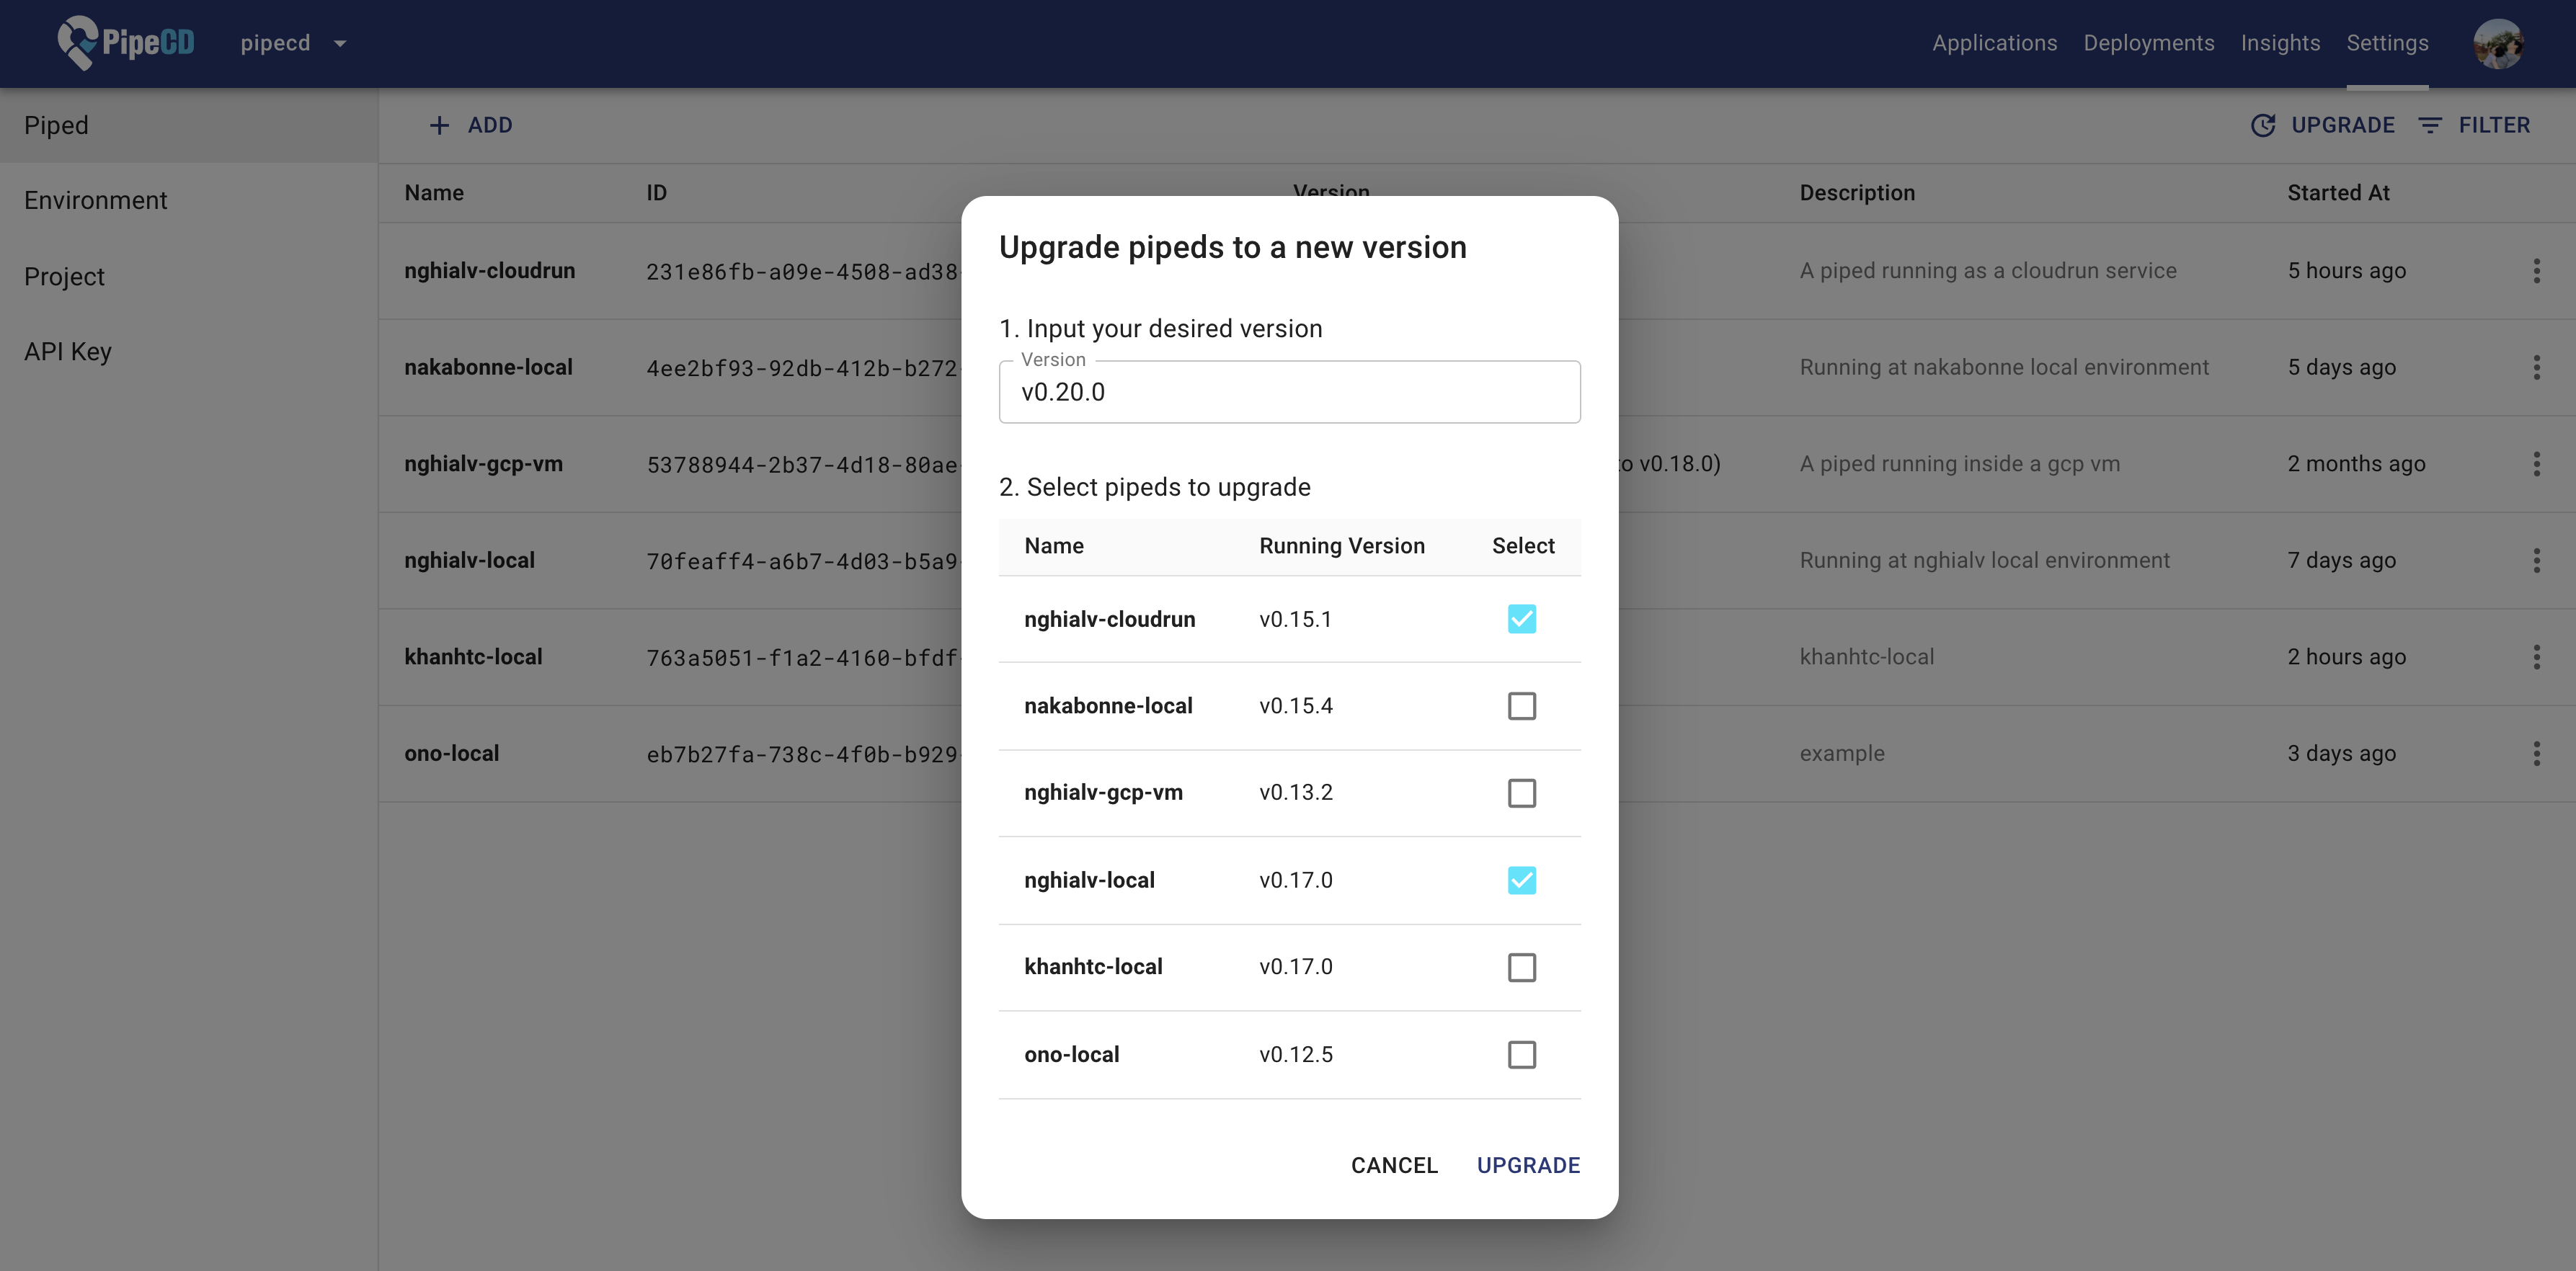 PipeCD pipecd Applications Deployments Insights Settings
Piped
Environment
Project
API Key
ADD UPGRADE FILTER
Name ID Version Description Started At
nghialv-cloudrun 231e86fb-a09e-4508-ad38- A piped running as a cloudrun service 5 hours ago
nakabonne-local 4ee2bf93-92db-412b-b272- Running at nakabonne local environment 5 days ago
nghialv-gcp-vm 53788944-2b37-4d18-80ae- to v0.18.0) A piped running inside a gcp vm 2 months ago
nghialv-local 70feaff4-a6b7-4d03-b5a9- Running at nghialv local environment 7 days ago
khanhtc-local 763a5051-f1a2-4160-bfdf- khanhtc-local 2 hours ago
ono-local eb7b27fa-738c-4f0b-b929- example 3 days ago
Upgrade pipeds to a new version
1. Input your desired version
Version
v0.20.0
2. Select pipeds to upgrade
Name Running Version Select
nghialv-cloudrun v0.15.1
nakabonne-local v0.15.4
nghialv-gcp-vm v0.13.2
nghialv-local v0.17.0
khanhtc-local v0.17.0
ono-local v0.12.5
CANCEL UPGRADE